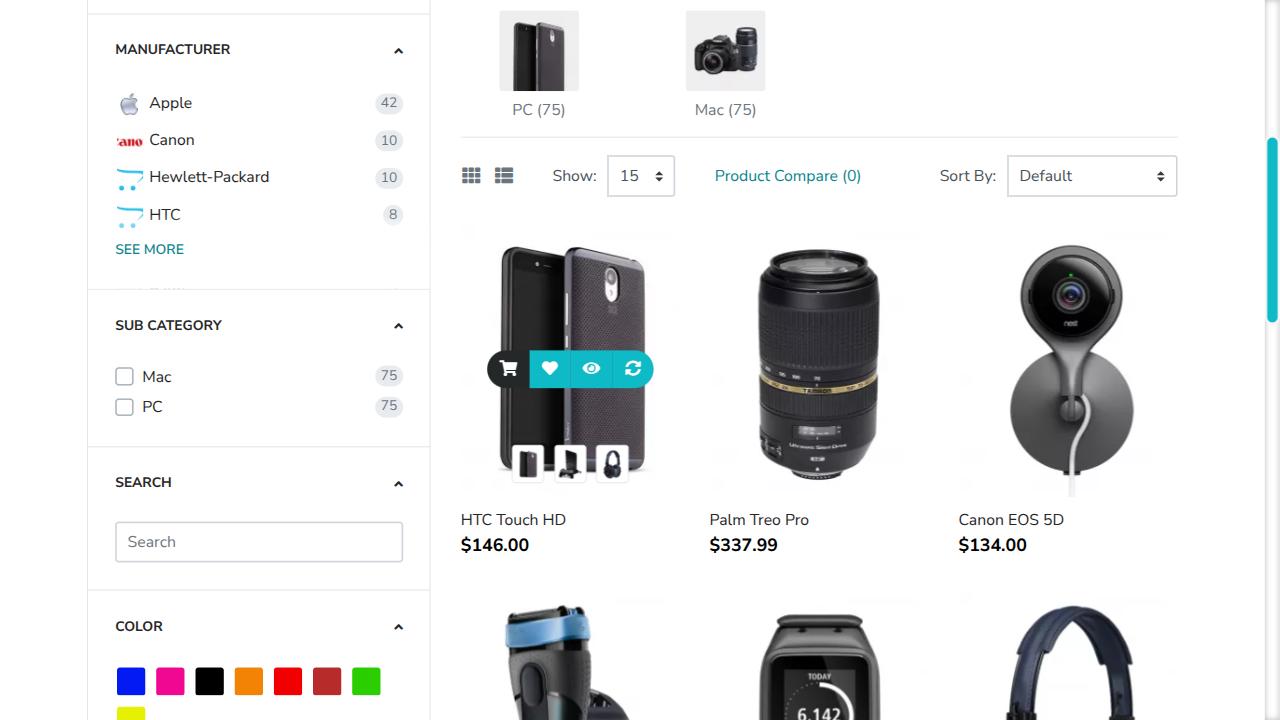 MANUFACTURER
Apple 42
Canon 10
Hewlett-Packard 10
HTC 8
SEE MORE
SUB CATEGORY
Mac 75
PC 75
SEARCH
Search
COLOR
PC (75)
Mac (75)
Show: 15
Product Compare (0)
Sort By: Default
TAMRON
nest
HTC Touch HD
$146.00
Palm Treo Pro
$337.99
Canon EOS 5D
$134.00
TODAY
6,142